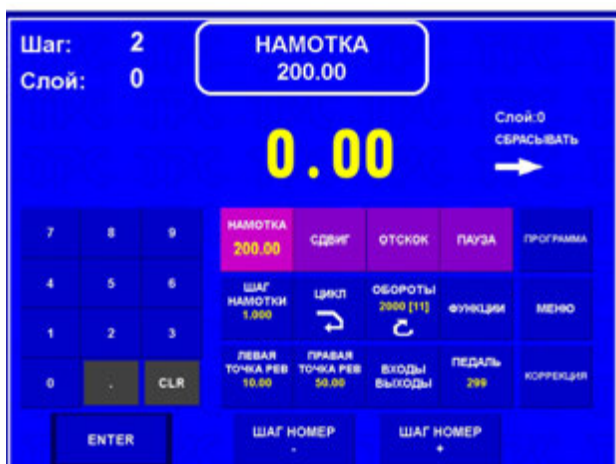 Шаг: 2
Слой: 0
НАМОТКА
200.00
0.00
Слой:0
СБРАСЫВАТЬ
7 8 9
4 5 6
1 2 3
0 . CLR
ENTER
НАМОТКА
200.00
СДВИГ
ОТСКОК
ПАУЗА
ПРОГРАММА
ШАГ
НАМОТКИ
1.000
ЦИКЛ
ОБОРОТЫ
2000 [11]
ФУНКЦИИ
МЕНЮ
ЛЕВАЯ
ТОЧКА РЕВ
10.00
ПРАВАЯ
ТОЧКА РЕВ
50.00
ВХОДЫ
ВЫХОДЫ
ПЕДАЛЬ
299
КОРРЕКЦИЯ
ШАГ НОМЕР
-
ШАГ НОМЕР
+